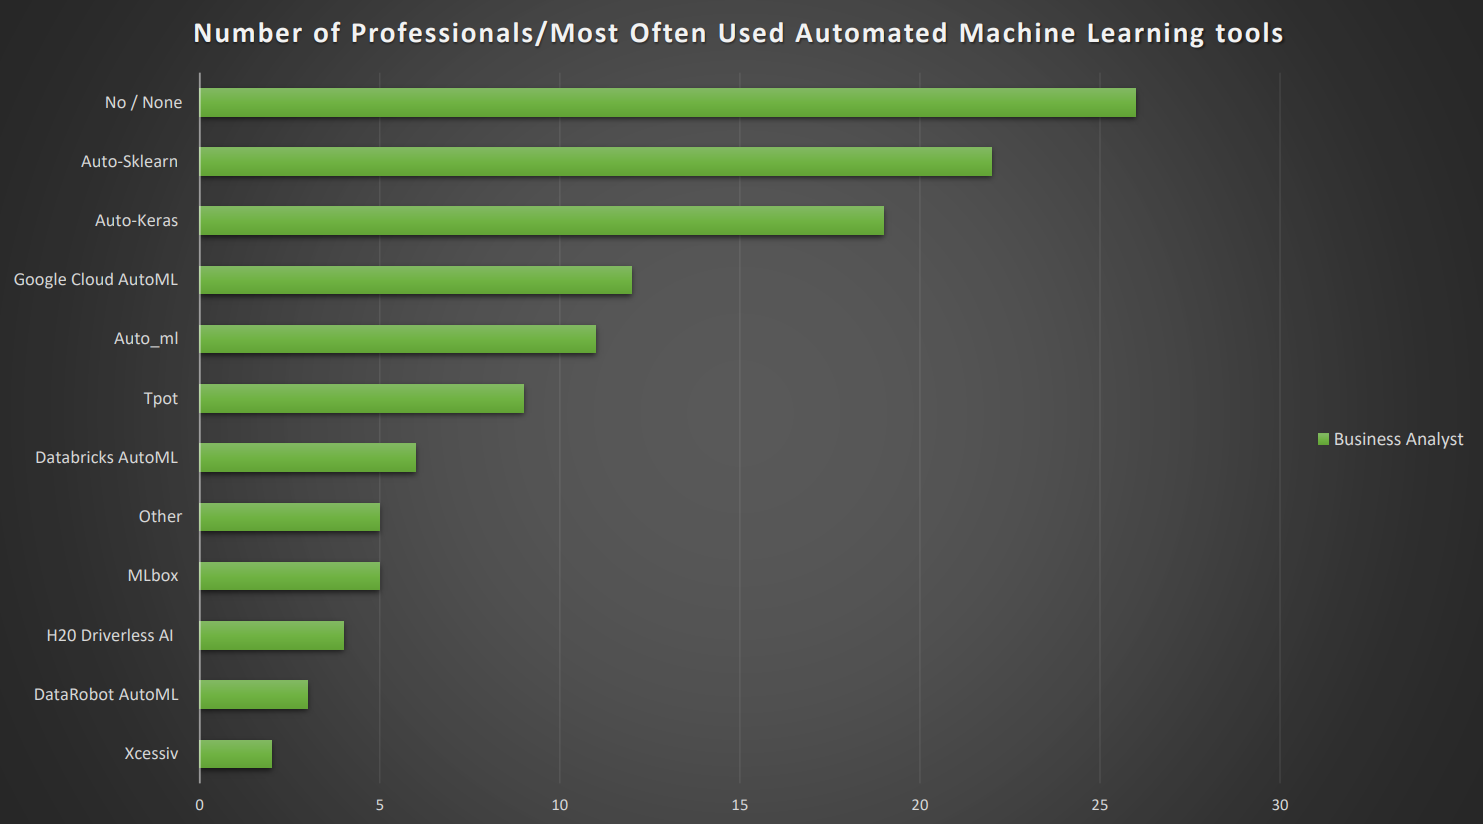 Number of Professionals/Most Often Used Automated Machine Learning tools
No / None
Auto-Sklearn
Auto-Keras
Google Cloud AutoML
Auto_ml
Tpot
Databricks AutoML
Other
MLbox
H20 Driverless AI
DataRobot AutoML
Xcessiv
0 5 10 15 20 25 30
Business Analyst